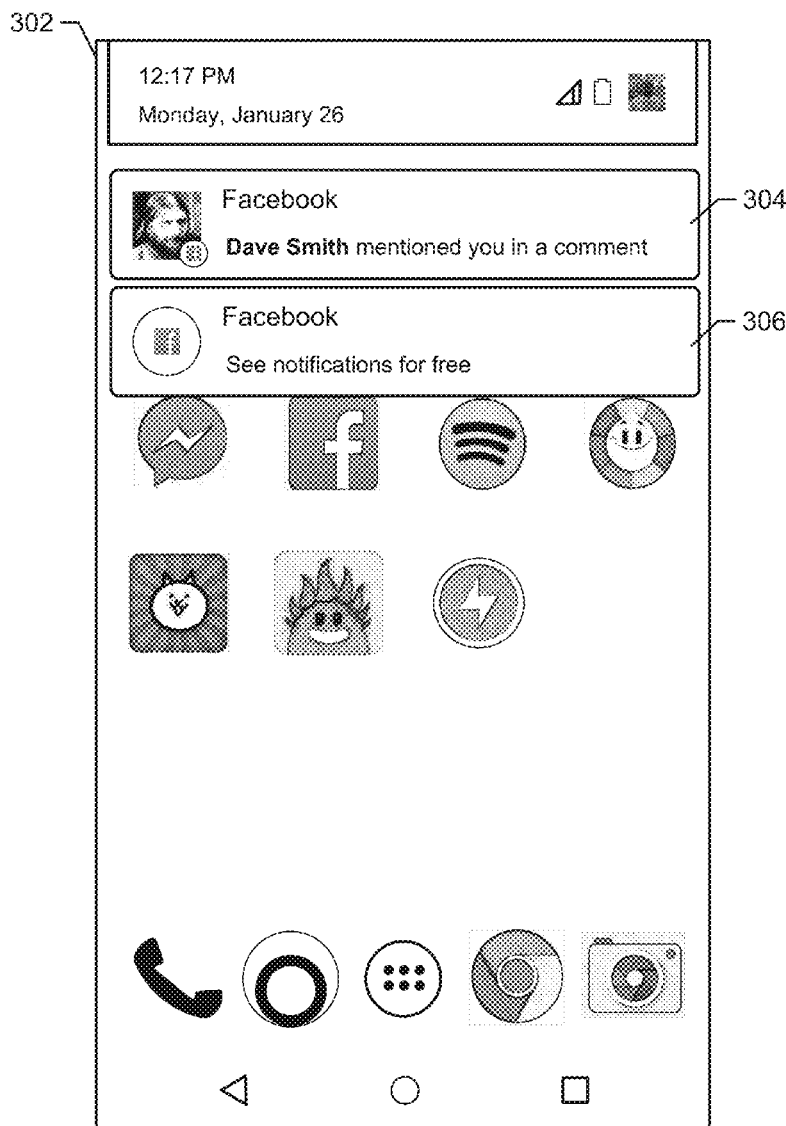 302
12:17 PM
Monday, January 26
Facebook
304
Dave Smith mentioned you in a comment
Facebook
306
See notifications for free